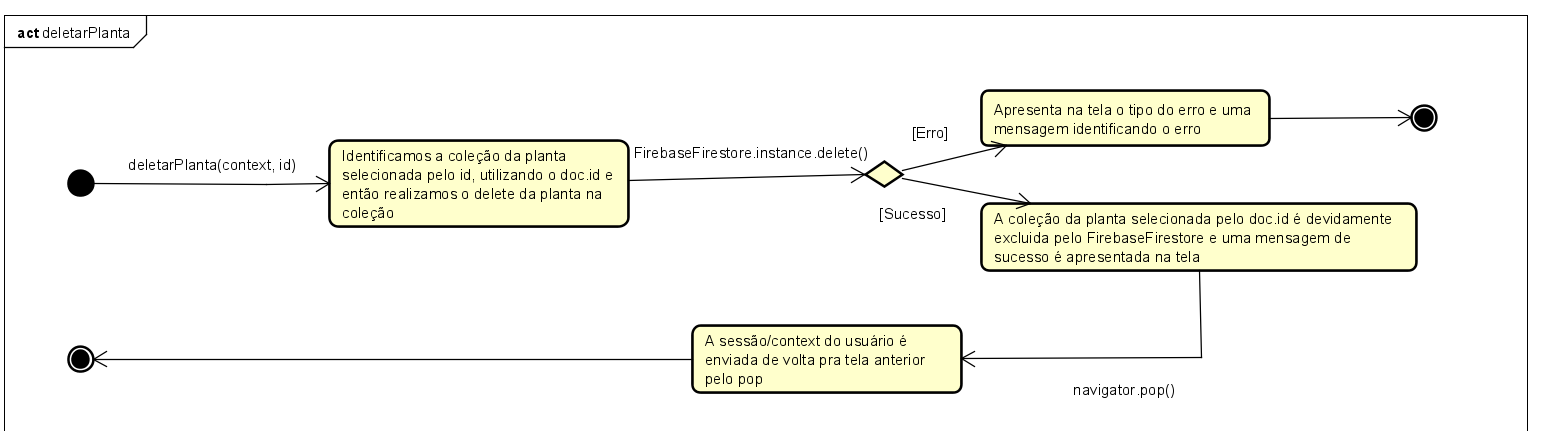 act deletarPlanta
deletarPlanta(context, id)
Identificamos a coleção da planta
selecionada pelo id, utilizando o doc.id e
então realizamos o delete da planta na
coleção
FirebaseFirestore.instance.delete()
[Erro]
Apresenta na tela o tipo do erro e uma
mensagem identificando o erro
[Sucesso]
A coleção da planta selecionada pelo doc.id é devidamente
excluida pelo FirebaseFirestore e uma mensagem de
sucesso é apresentada na tela
navigator.pop()
A sessão/context do usuário é
enviada de volta pra tela anterior
pelo pop